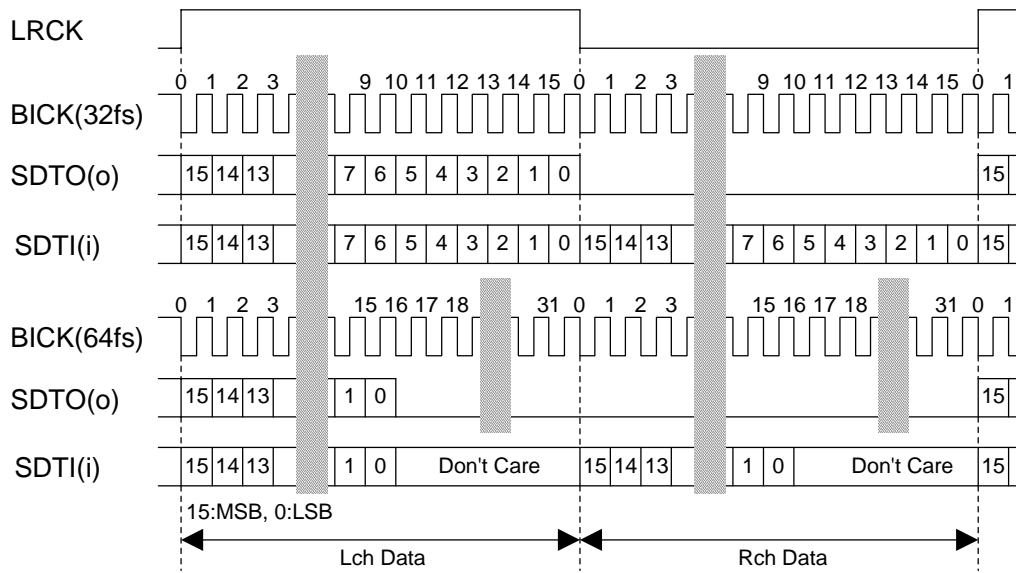 LRCK
0 1 2 3 9 10 11 12 13 14 15 0 1 2 3 9 10 11 12 13 14 15 0 1
BICK(32fs)
SDTO(o) 15 14 13 7 6 5 4 3 2 1 0 15
SDTI(i) 15 14 13 7 6 5 4 3 2 1 0 15 14 13 7 6 5 4 3 2 1 0 15
0 1 2 3 15 16 17 18 31 0 1 2 3 15 16 17 18 31 0 1
BICK(64fs)
SDTO(o) 15 14 13 1 0 15
SDTI(i) 15 14 13 1 0 Don't Care 15 14 13 1 0 Don't Care 15
15:MSB, 0:LSB
Lch Data Rch Data